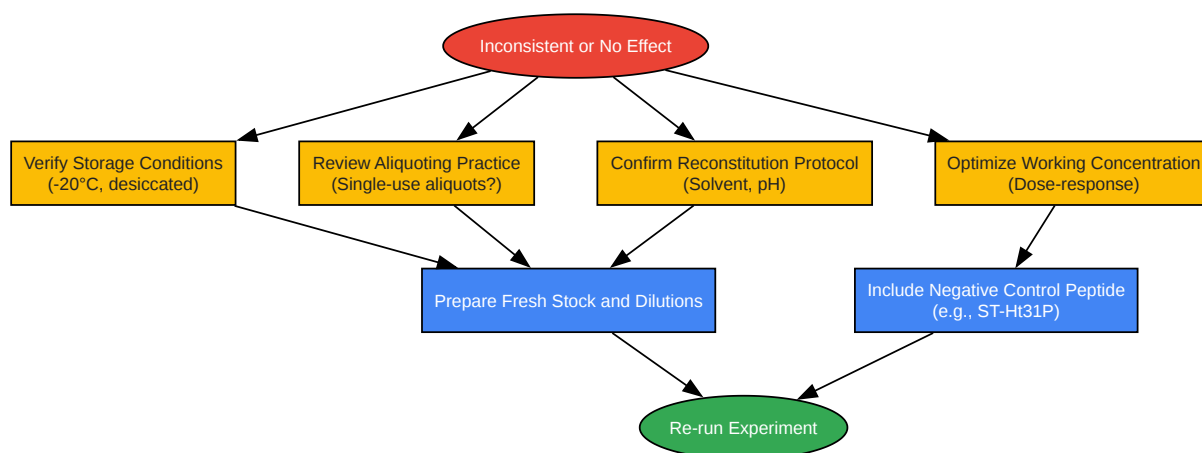 Inconsistent or No Effect
Verify Storage Conditions
(-20°C, desiccated)
Review Aliquoting Practice
(Single-use aliquots?)
Confirm Reconstitution Protocol
(Solvent, pH)
Optimize Working Concentration
(Dose-response)
Prepare Fresh Stock and Dilutions
Include Negative Control Peptide
(e.g., ST-Ht31P)
Re-run Experiment